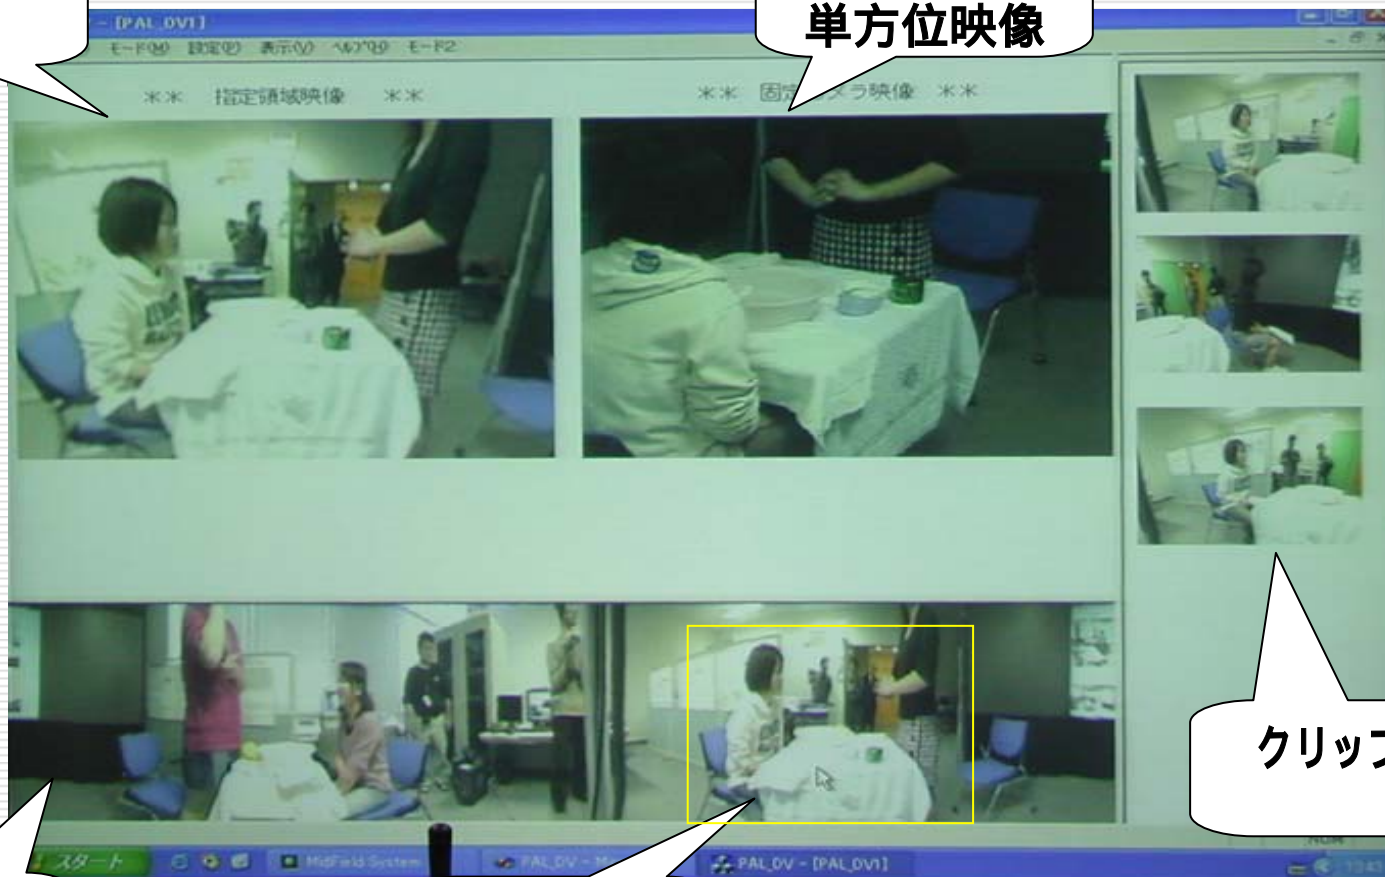 単方位映像
- [PAL_DV1]
モード(M) 設定(P) 表示(V) ヘルプ(H) モード2
** 指定領域映像 **
** 固定 メラ映像 **
クリップ
NUM
スタート
MidField System
PAL_DV - M
PAL_DV - [PAL_DV1]